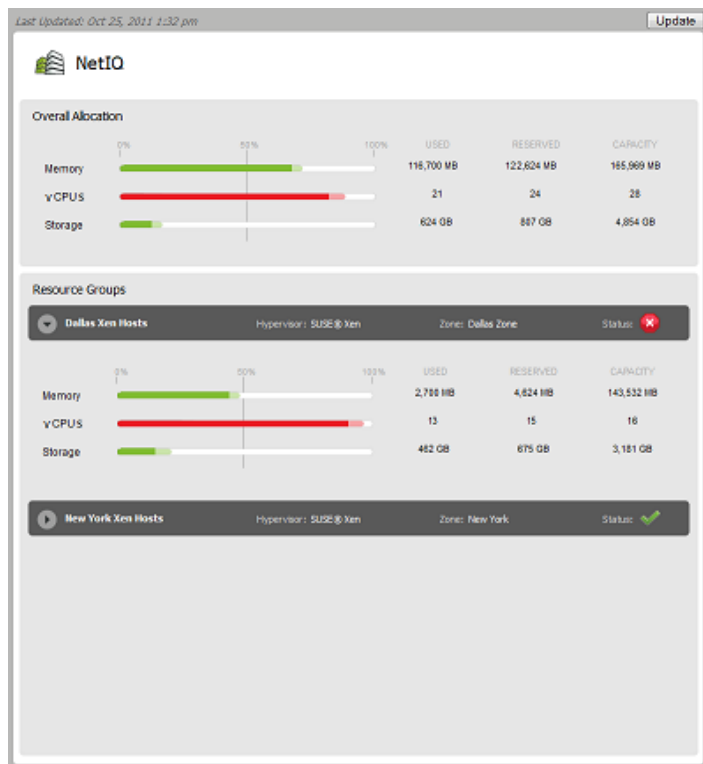 Last Updated: Oct 25, 2011 1:32 pm Update
NetIQ
Overall Allocation
0% 50% 100% USED RESERVED CAPACITY
Memory 116,700 MB 122,624 MB 165,969 MB
vCPUS 21 24 28
Storage 624 GB 807 GB 4,854 GB
Resource Groups
Dallas Xen Hosts Hypervisor: SUSE® Xen Zone: Dallas Zone Status:
0% 50% 100% USED RESERVED CAPACITY
Memory 2,700 MB 4,624 MB 143,532 MB
vCPUS 13 15 16
Storage 462 GB 675 GB 3,181 GB
New York Xen Hosts Hypervisor: SUSE® Xen Zone: New York Status: